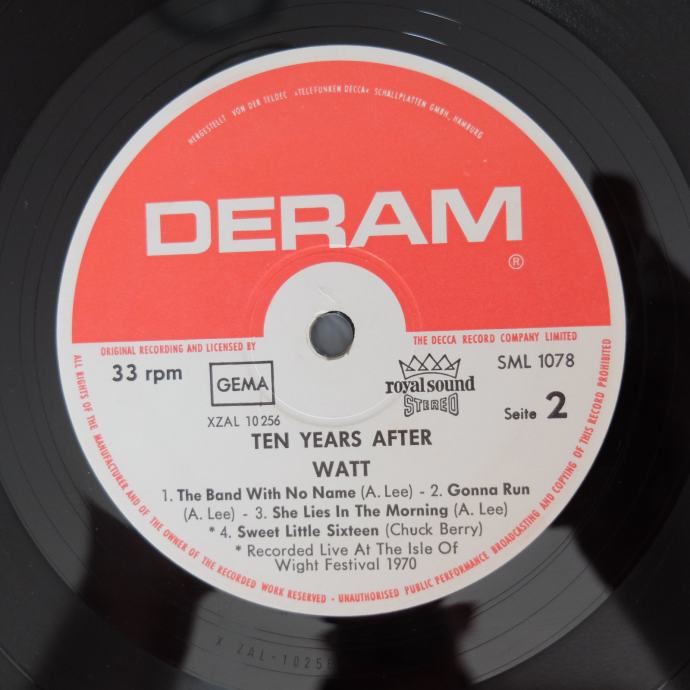 HERGESTELLT VON DER TELDEC »TELEFUNKEN DECCA« SCHALLPLATTEN GMBH, HAMBURG
DERAM
®
ORIGINAL RECORDING AND LICENSED BY THE DECCA RECORD COMPANY LIMITED
33 rpm
GEMA
royalsound
STEREO
SML 1078
XZAL 10256
Seite 2
TEN YEARS AFTER
WATT
1. The Band With No Name (A. Lee) - 2. Gonna Run
(A. Lee) - 3. She Lies In The Morning (A. Lee)
* 4. Sweet Little Sixteen (Chuck Berry)
* Recorded Live At The Isle Of
Wight Festival 1970
ALL RIGHTS OF THE MANUFACTURER AND OF THE OWNER OF THE RECORDED WORK RESERVED - UNAUTHORISED PUBLIC PERFORMANCE BROADCASTING AND COPYING OF THIS RECORD PROHIBITED
X ZAL-10256